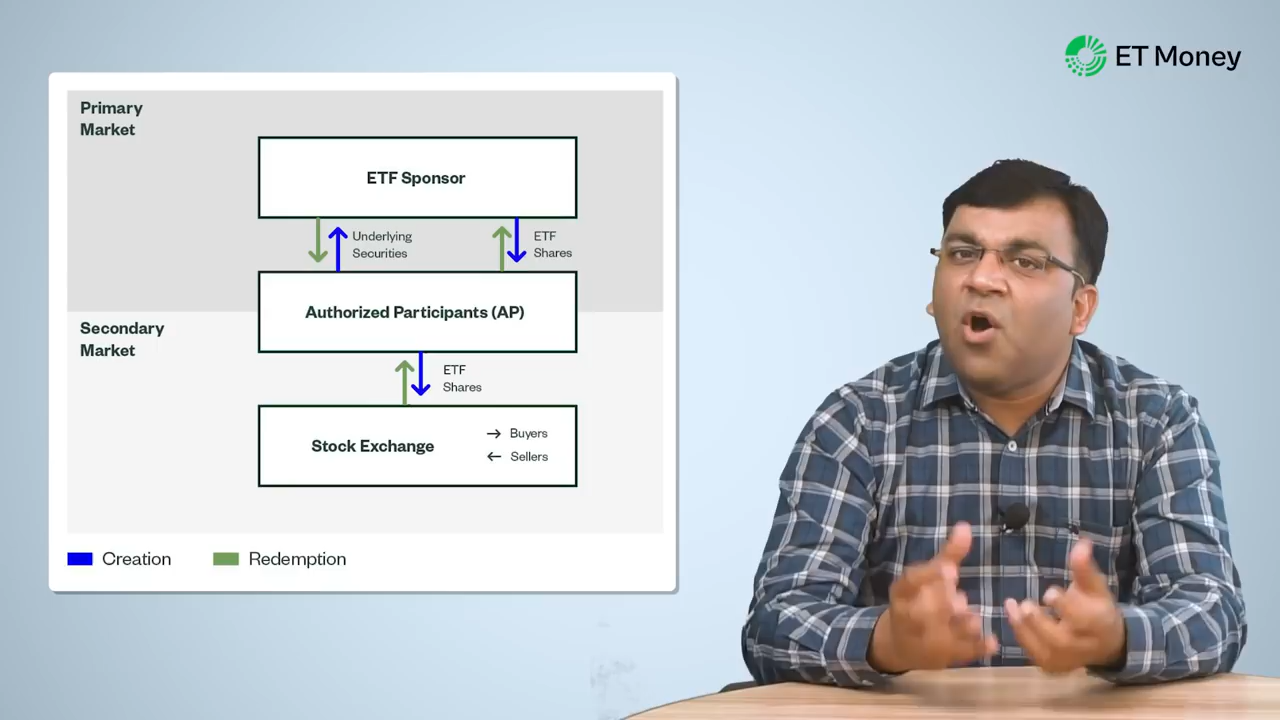 ET Money
Primary
Market
ETF Sponsor
Underlying
Securities
ETF
Shares
Authorized Participants (AP)
Secondary
Market
ETF
Shares
Stock Exchange
Buyers
Sellers
Creation
Redemption